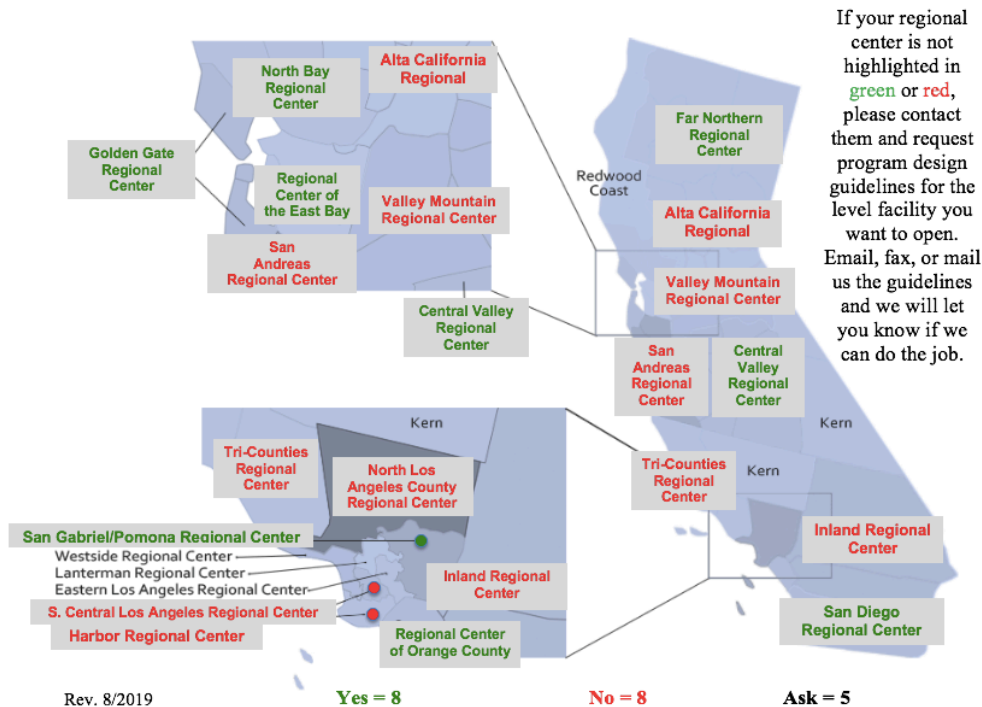 If your regional
center is not
highlighted in
green or red,
please contact
them and request
program design
guidelines for the
level facility you
want to open.
Email, fax, or mail
us the guidelines
and we will let
you know if we
can do the job.
North Bay
Regional
Center
Alta California
Regional
Golden Gate
Regional
Center
Regional
Center of
the East Bay
Valley Mountain
Regional Center
San
Andreas
Regional Center
Central Valley
Regional
Center
Far Northern
Regional
Center
Redwood
Coast
Alta California
Regional
Valley Mountain
Regional Center
San
Andreas
Regional
Center
Central
Valley
Regional
Center
Kern
Kern
Tri-Counties
Regional
Center
Inland Regional
Center
San Diego
Regional Center
Kern
Tri-Counties
Regional
Center
North Los
Angeles County
Regional Center
San Gabriel/Pomona Regional Center
Westside Regional Center
Lanterman Regional Center
Eastern Los Angeles Regional Center
S. Central Los Angeles Regional Center
Harbor Regional Center
Inland Regional
Center
Regional Center
of Orange County
Rev. 8/2019
Yes = 8
No = 8
Ask = 5